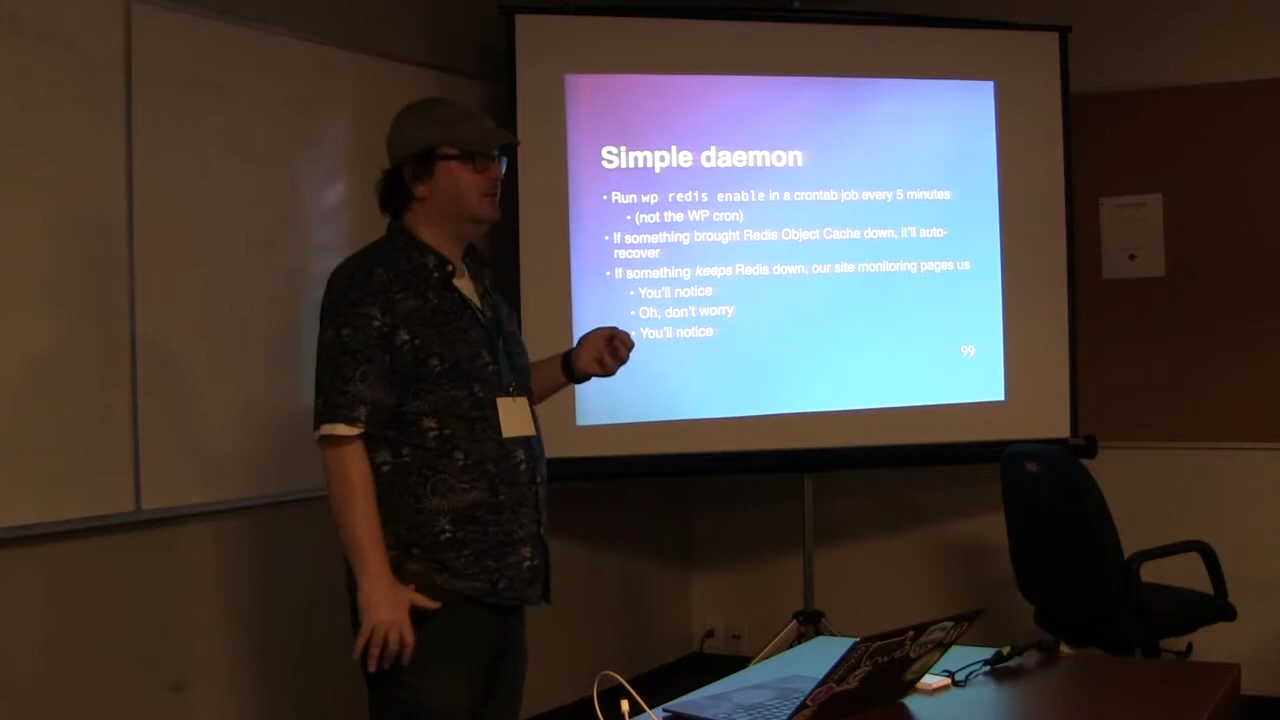 Simple daemon
• Run wp redis enable in a crontab job every 5 minutes
• (not the WP cron)
• If something brought Redis Object Cache down, it'll auto-
recover
• If something keeps Redis down, our site monitoring pages us
• You'll notice
• Oh, don't worry
• You'll notice
99